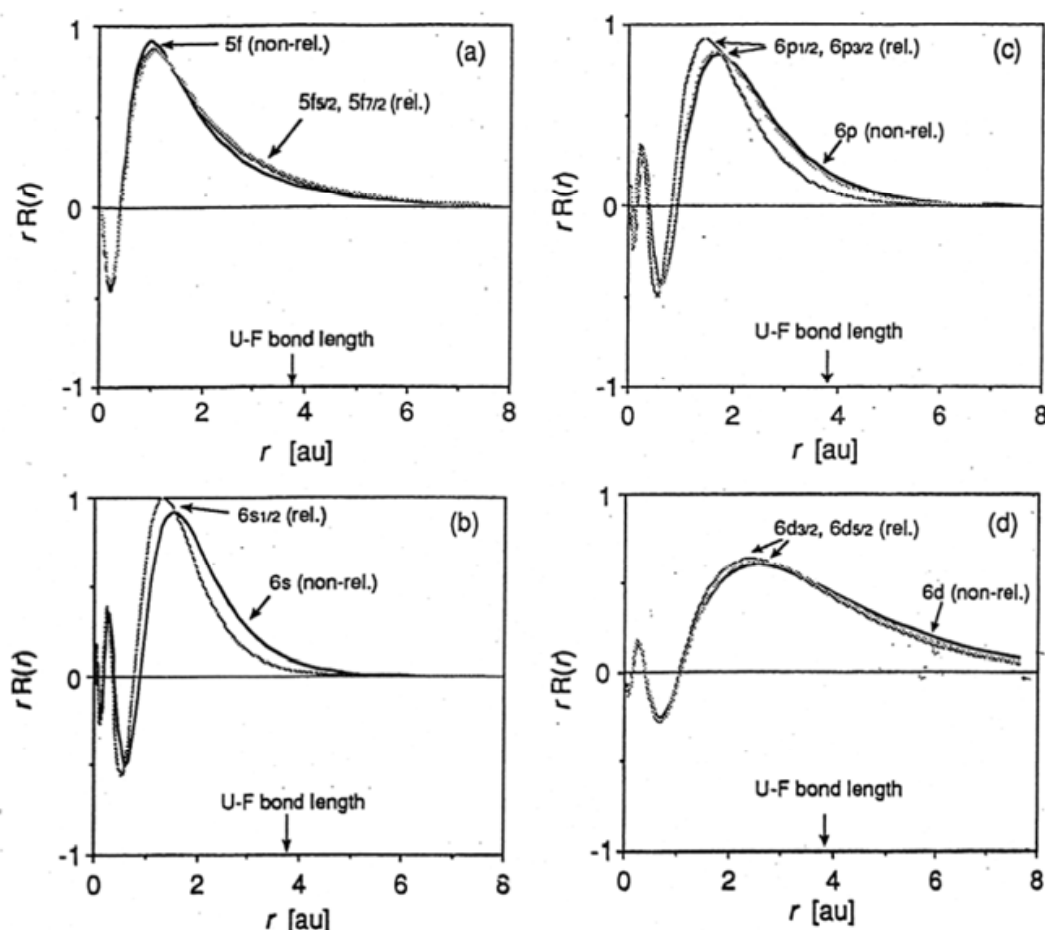 5f (non-rel.)
(a)
5f5/2, 5f7/2 (rel.)
r R(r)
U-F bond length
1
0
-1
0 2 4 6 8
r [au]
(c)
6p1/2, 6p3/2 (rel.)
6p (non-rel.)
r R(r)
U-F bond length
1
0
-1
0 2 4 6 8
r [au]
(b)
6s1/2 (rel.)
6s (non-rel.)
r R(r)
U-F bond length
1
0
-1
0 2 4 6 8
r [au]
(d)
6d3/2, 6d5/2 (rel.)
6d (non-rel.)
r R(r)
U-F bond length
1
0
-1
0 2 4 6 8
r [au]